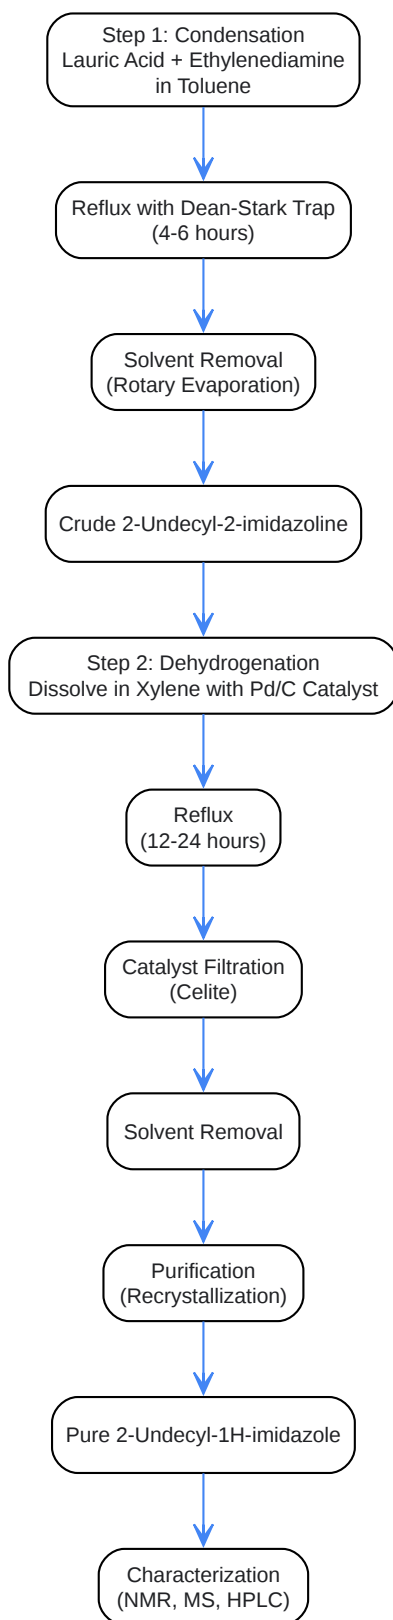 Step 1: Condensation
Lauric Acid + Ethylenediamine
in Toluene
Reflux with Dean-Stark Trap
(4-6 hours)
Solvent Removal
(Rotary Evaporation)
Crude 2-Undecyl-2-imidazoline
Step 2: Dehydrogenation
Dissolve in Xylene with Pd/C Catalyst
Reflux
(12-24 hours)
Catalyst Filtration
(Celite)
Solvent Removal
Purification
(Recrystallization)
Pure 2-Undecyl-1H-imidazole
Characterization
(NMR, MS, HPLC)